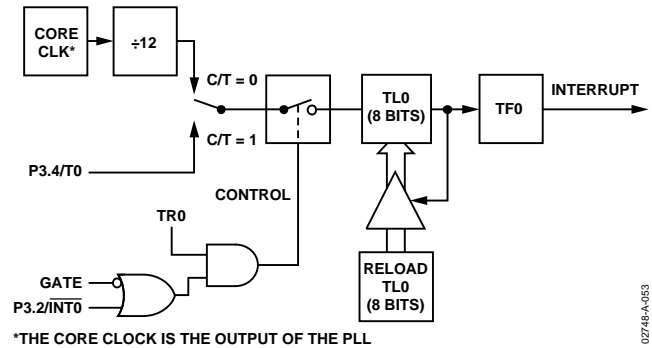 CORE
CLK*
÷12
C/T = 0
C/T = 1
P3.4/T0
TL0
(8 BITS)
TF0
INTERRUPT
CONTROL
TR0
GATE
P3.2/INT0
RELOAD
TL0
(8 BITS)
*THE CORE CLOCK IS THE OUTPUT OF THE PLL
02748-A-053